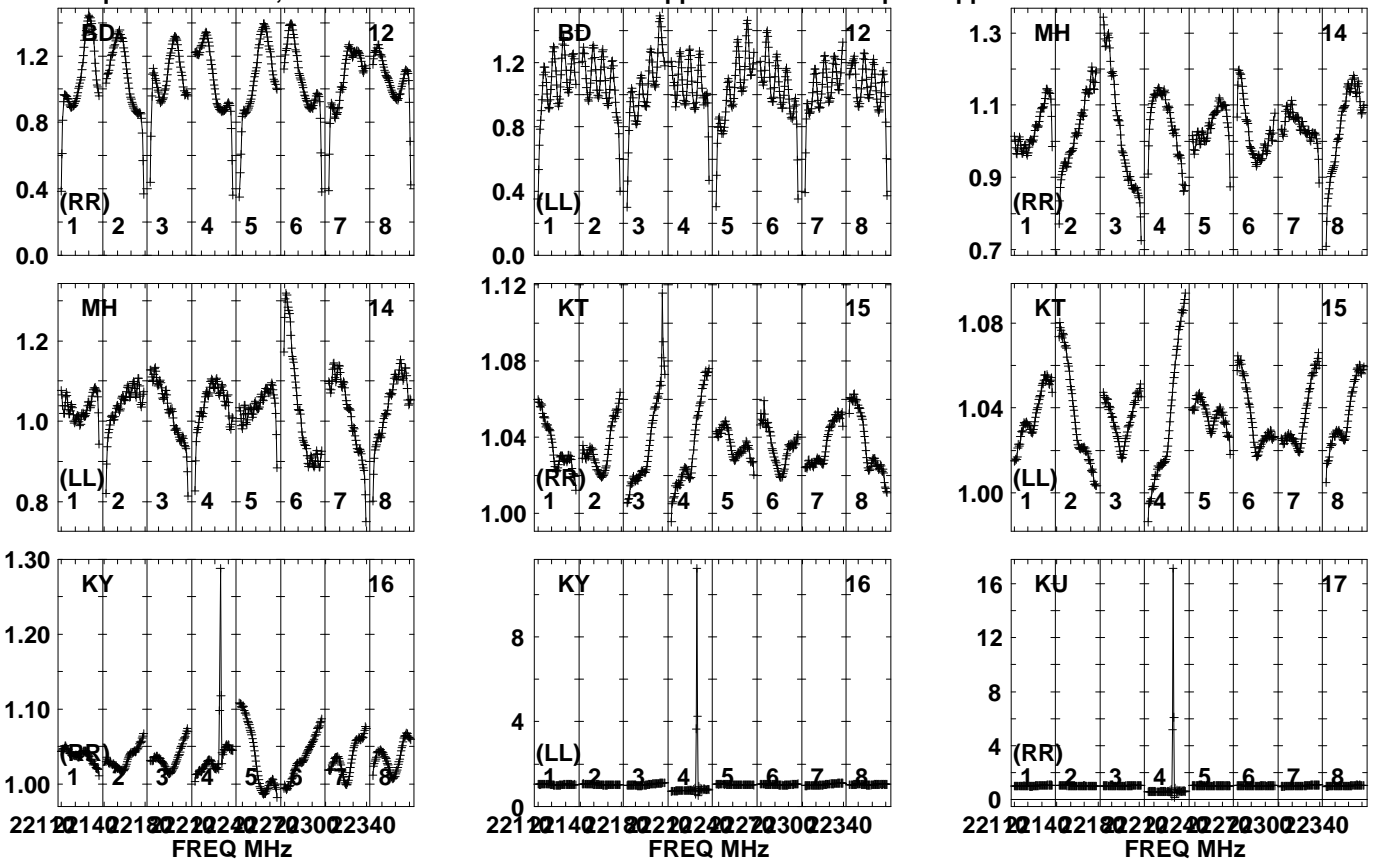 BD 12
1.2
0.8
0.4
0.0
(RR)
1 2 3 4 5 6 7 8
BD 12
1.2
0.8
0.4
0.0
(LL)
1 2 3 4 5 6 7 8
MH 14
1.3
1.1
0.9
0.7
(RR)
1 2 3 4 5 6 7 8
MH 14
1.2
1.0
0.8
(LL)
1 2 3 4 5 6 7 8
KT 15
1.12
1.08
1.04
1.00
(RR)
1 2 3 4 5 6 7 8
KT 15
1.08
1.04
1.00
(LL)
1 2 3 4 5 6 7 8
KY 16
1.30
1.20
1.10
1.00
(RR)
1 2 3 4 5 6 7 8
FREQ MHz
KY 16
8
4
0
(LL)
1 2 3 4 5 6 7 8
FREQ MHz
KU 17
16
12
8
4
0
(RR)
1 2 3 4 5 6 7 8
FREQ MHz